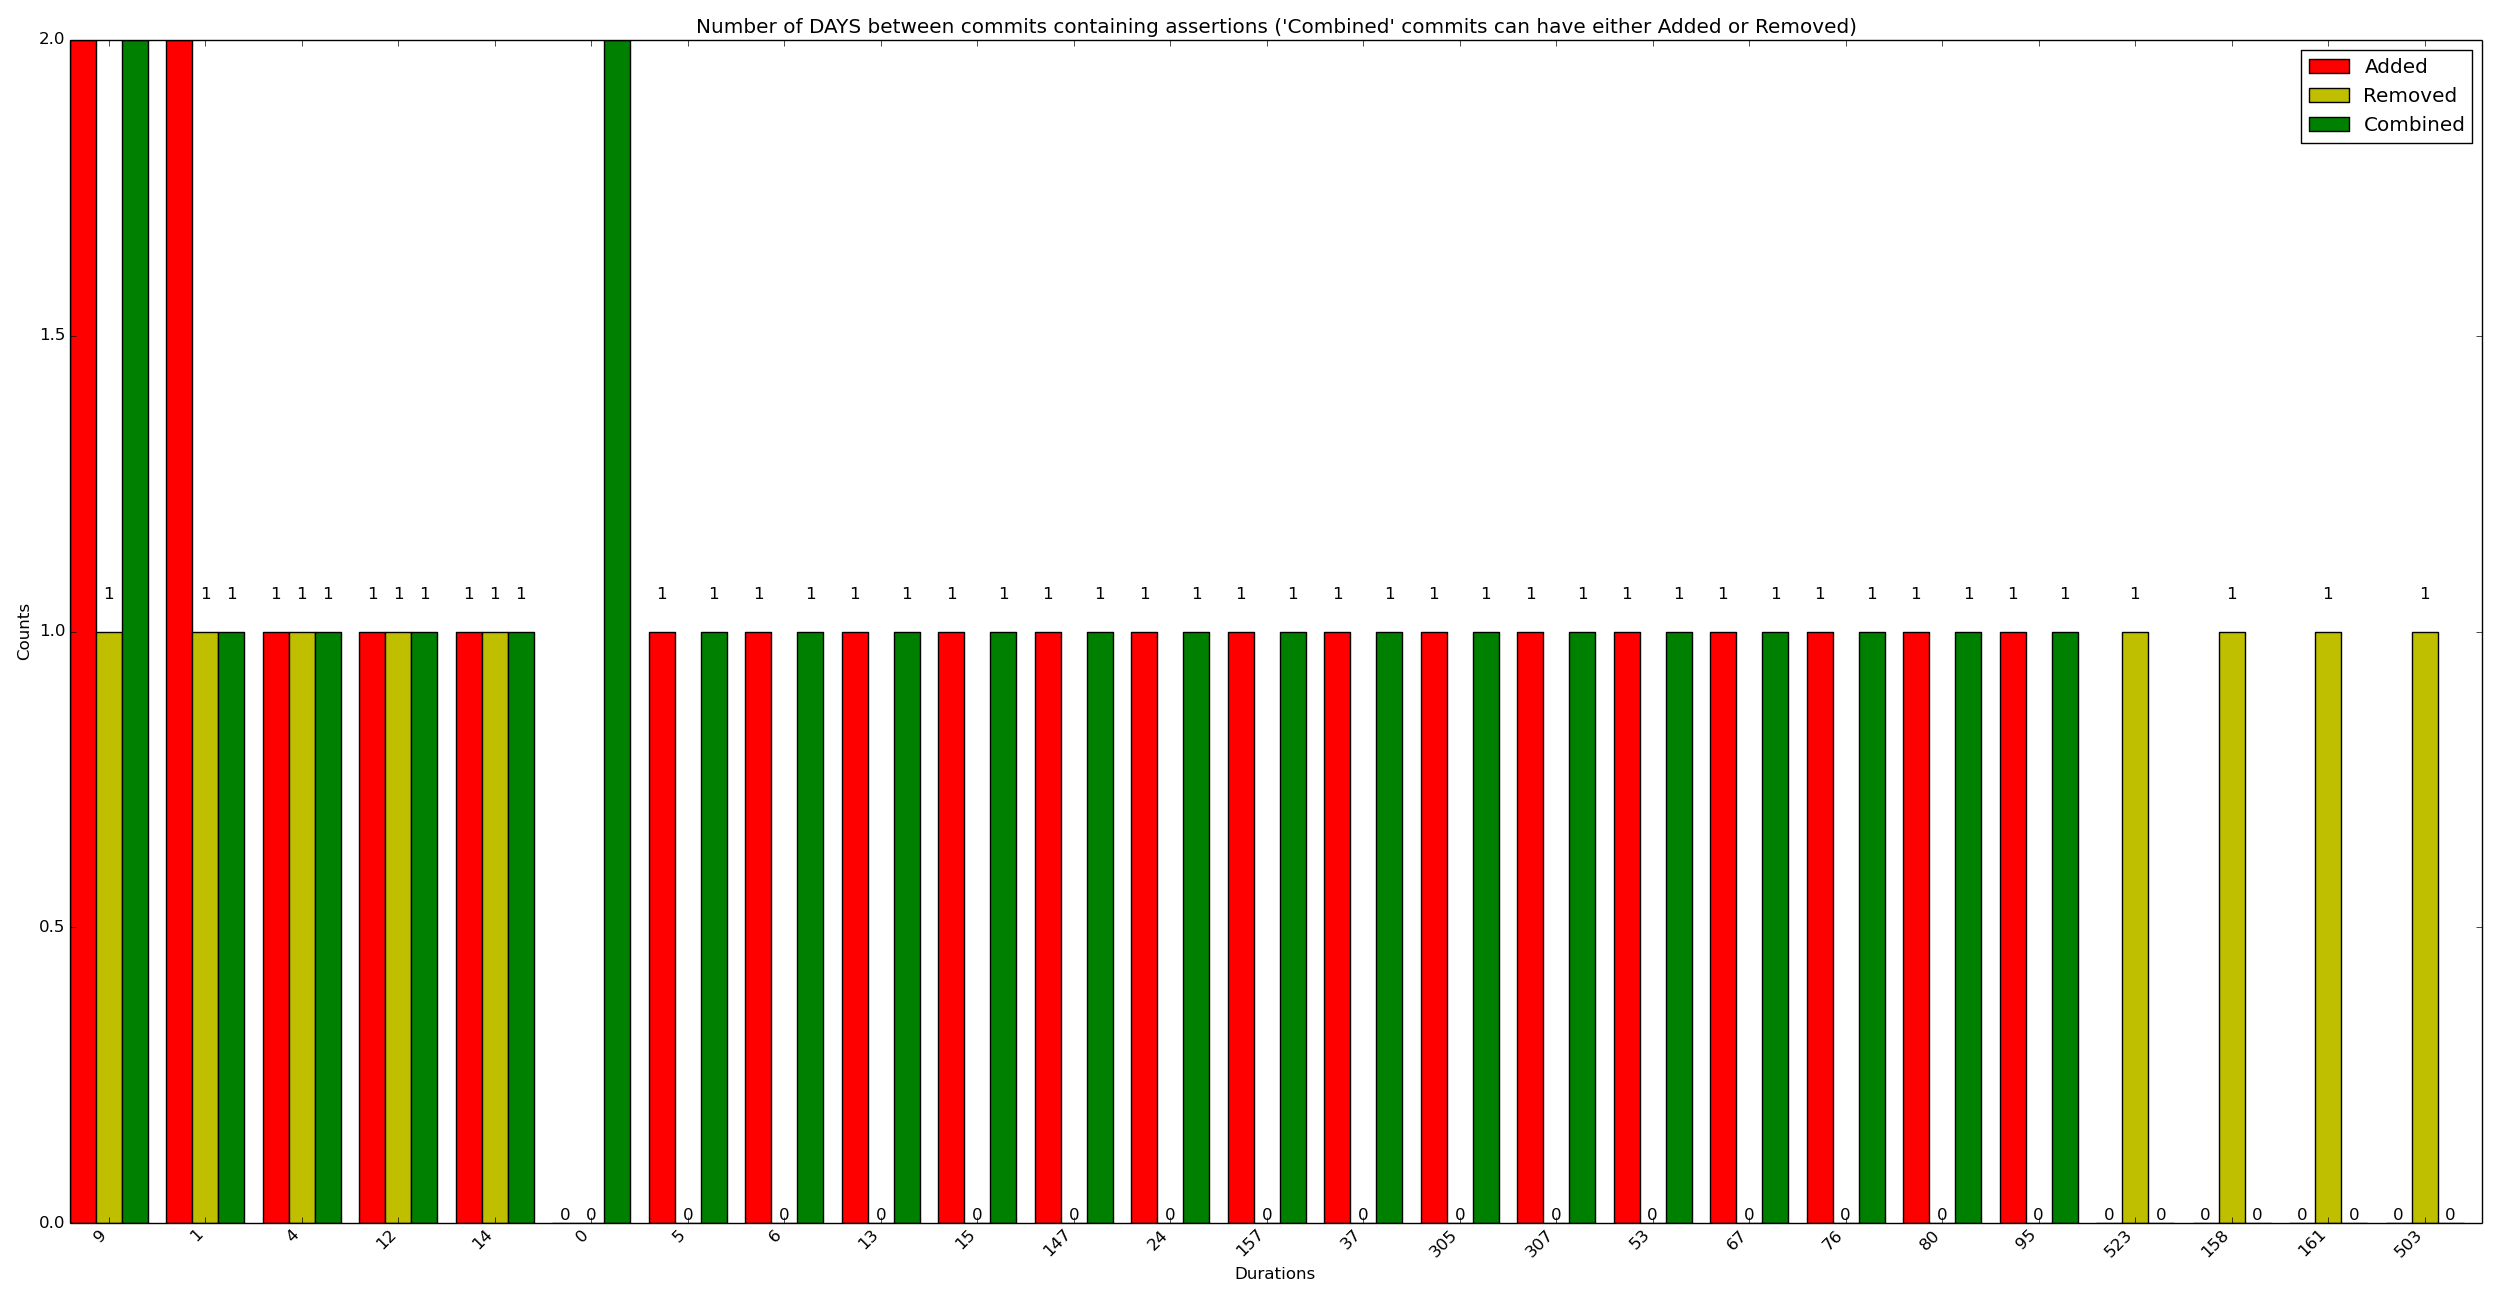 Number of DAYS between commits containing assertions ('Combined' commits can have either Added or Removed)
Added
Removed
Combined
2.0
1.5
1.0
0.5
0.0
Counts
1 1 1 1 1 1 1 1 1 1 1 1 1 1 1 1 1 1 1 1 1 1 1 1 1 1 1 1 1 1 1 1 1 1 1 1 1 1 1 1 1 1 1 1 1 1
0 0 0 0 0 0 0 0 0 0 0 0 0 0 0 0 0 0 0 0 0 0 0 0 0
9 1 4 12 14 0 5 6 13 15 147 24 157 37 305 307 53 67 76 80 95 523 158 161 503
Durations